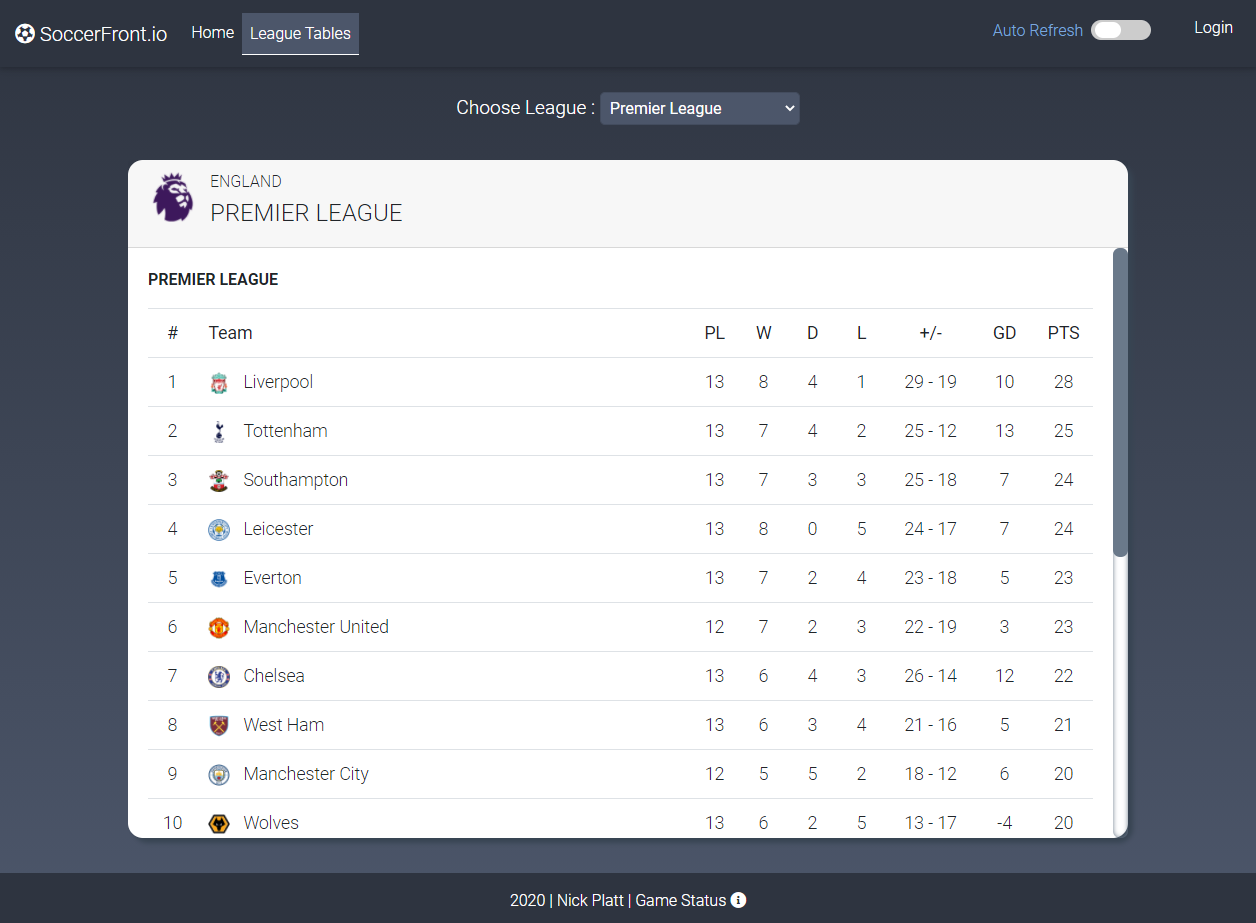 SoccerFront.io Home League Tables Auto Refresh Login
Choose League : Premier League
ENGLAND
PREMIER LEAGUE
PREMIER LEAGUE
# Team PL W D L +/- GD PTS
1 Liverpool 13 8 4 1 29 - 19 10 28
2 Tottenham 13 7 4 2 25 - 12 13 25
3 Southampton 13 7 3 3 25 - 18 7 24
4 Leicester 13 8 0 5 24 - 17 7 24
5 Everton 13 7 2 4 23 - 18 5 23
6 Manchester United 12 7 2 3 22 - 19 3 23
7 Chelsea 13 6 4 3 26 - 14 12 22
8 West Ham 13 6 3 4 21 - 16 5 21
9 Manchester City 12 5 5 2 18 - 12 6 20
10 Wolves 13 6 2 5 13 - 17 -4 20
2020 | Nick Platt | Game Status